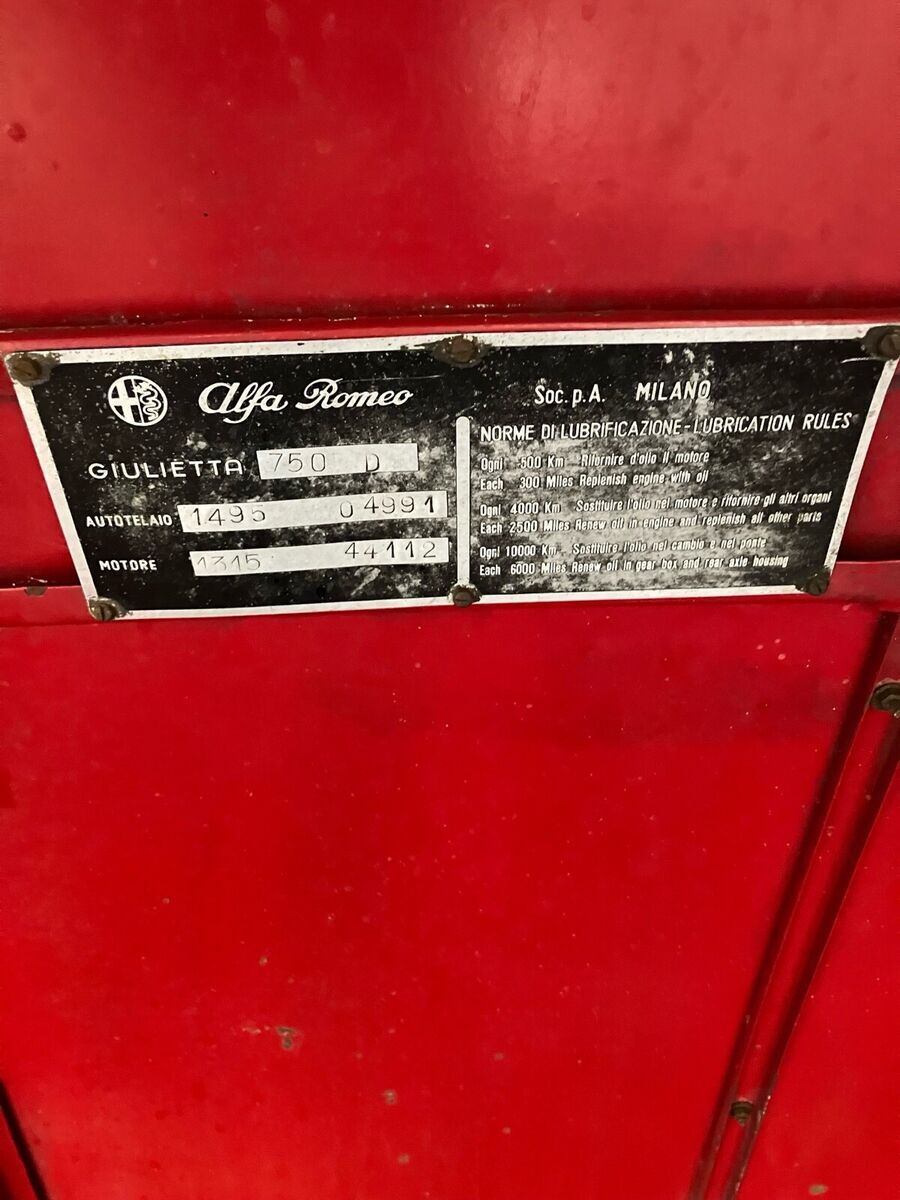 Alfa Romeo
GIULIETTA 750 D
AUTOTELAIO 1495 04991
MOTORE 1315 44112
Soc. p. A. MILANO
NORME DI LUBRIFICAZIONE - LUBRICATION RULES
Ogni 500 Km Rifornire d'olio il motore
Each 300 Miles Replenish engine with oil
Ogni 4000 Km Sostituire l'olio nel motore e rifornire gli altri organi
Each 2500 Miles Renew oil in engine and replenish all other parts
Ogni 10000 Km Sostituire l'olio nel cambio e nel ponte
Each 6000 Miles Renew oil in gear box and rear axle housing